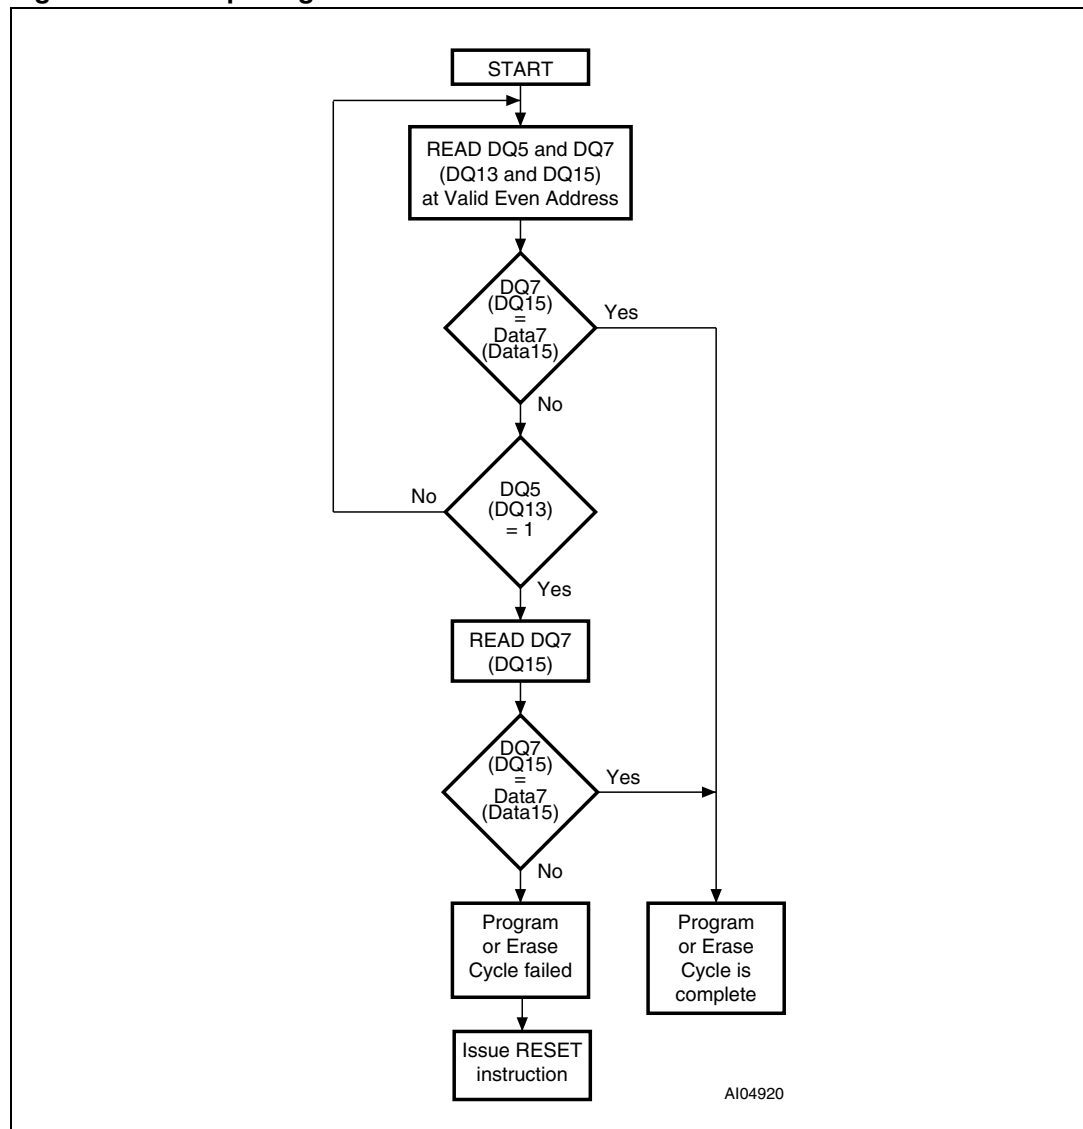 START
READ DQ5 and DQ7
(DQ13 and DQ15)
at Valid Even Address
DQ7
(DQ15)
=
Data7
(Data15)
Yes
No
DQ5
(DQ13)
= 1
No
Yes
READ DQ7
(DQ15)
DQ7
(DQ15)
=
Data7
(Data15)
Yes
No
Program
or Erase
Cycle failed
Program
or Erase
Cycle is
complete
Issue RESET
instruction
AI04920